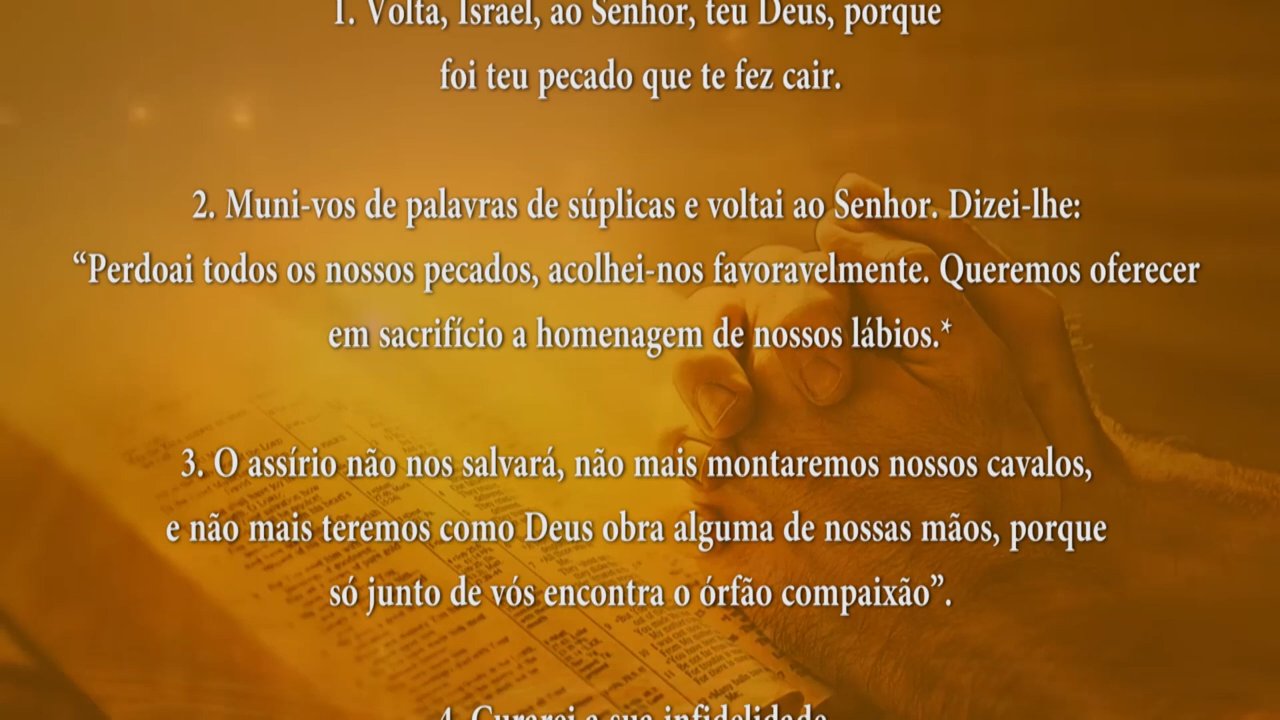 1. Volta, Israel, ao Senhor, teu Deus, porque
foi teu pecado que te fez cair.
2. Muni-vos de palavras de súplicas e voltai ao Senhor. Dizei-lhe:
“Perdoai todos os nossos pecados, acolhei-nos favoravelmente. Queremos oferecer
em sacrifício a homenagem de nossos lábios.*
3. O assírio não nos salvará, não mais montaremos nossos cavalos,
e não mais teremos como Deus obra alguma de nossas mãos, porque
só junto de vós encontra o órfão compaixão”.
4. Curarei a sua infidelidade